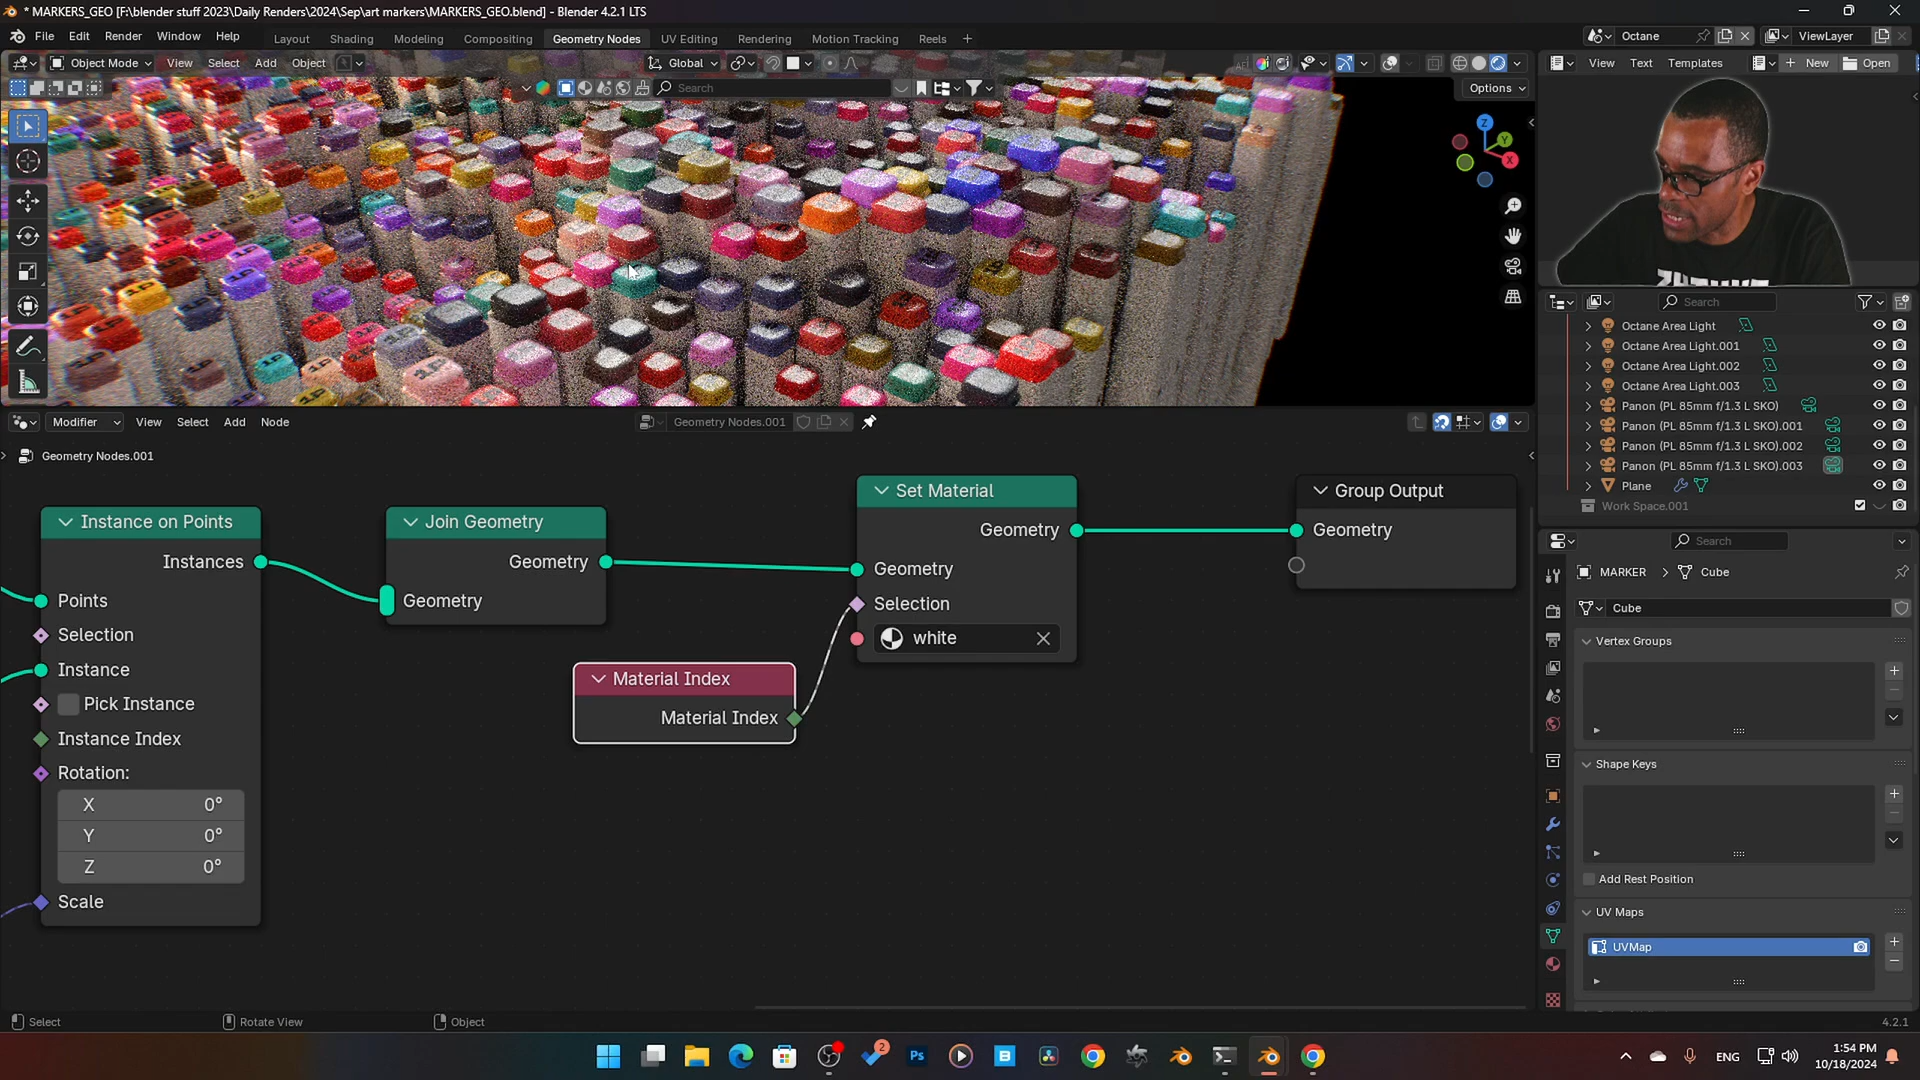 * MARKERS_GEO [F:\blender stuff 2023\Daily Renders\2024\Sep\art markers\MARKERS_GEO.blend] - Blender 4.2.1 LTS
File Edit Render Window Help Layout Shading Modeling Compositing Geometry Nodes UV Editing Rendering Motion Tracking Reels +
Octane ViewLayer
Object Mode View Select Add Object Global
View Text Templates + New Open
Search Options
Z Y X
Search
Octane Area Light
Octane Area Light.001
Octane Area Light.002
Octane Area Light.003
Panon (PL 85mm f/1.3 L SKO)
Panon (PL 85mm f/1.3 L SKO).001
Panon (PL 85mm f/1.3 L SKO).002
Panon (PL 85mm f/1.3 L SKO).003
Plane
Work Space.001
Modifier View Select Add Node Geometry Nodes.001
Geometry Nodes.001
Instance on Points
Instances
Points
Selection
Instance
Pick Instance
Instance Index
Rotation:
X 0°
Y 0°
Z 0°
Scale
Join Geometry
Geometry
Geometry
Material Index
Material Index
Set Material
Geometry
Geometry
Selection
white
Group Output
Geometry
Search
MARKER > Cube
Cube
Vertex Groups
Shape Keys
Add Rest Position
UV Maps
UVMap
Select Rotate View Object 4.2.1
2 Ps ENG 1:54 PM
10/18/2024